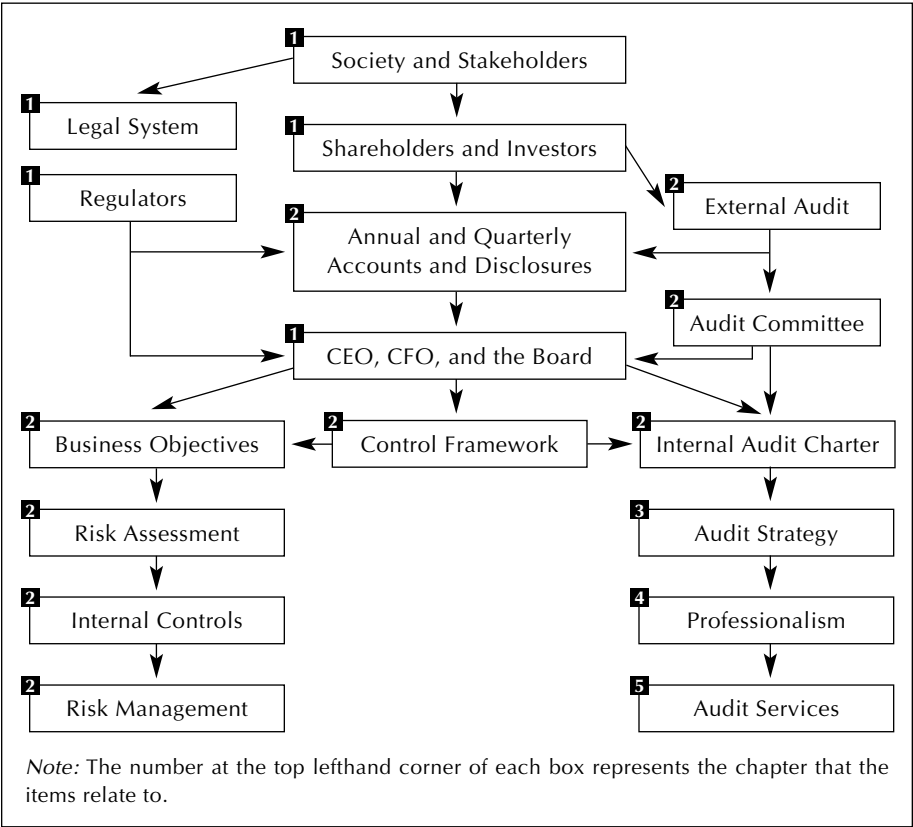 1
Society and Stakeholders
1
Legal System
1
Shareholders and Investors
1
Regulators
2
External Audit
2
Annual and Quarterly
Accounts and Disclosures
2
Audit Committee
1
CEO, CFO, and the Board
2
Business Objectives
2
Control Framework
2
Internal Audit Charter
2
Risk Assessment
3
Audit Strategy
2
Internal Controls
4
Professionalism
2
Risk Management
5
Audit Services
Note: The number at the top lefthand corner of each box represents the chapter that the
items relate to.